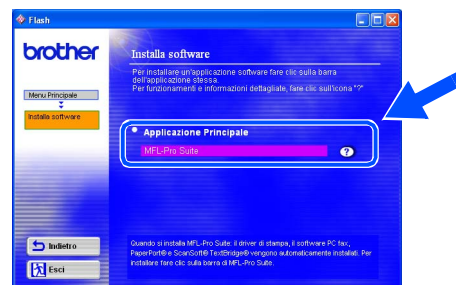 Flash
brother
Installa software
Per installare un'applicazione software fare clic sulla barra
dell'applicazione stessa.
Per funzionamenti e informazioni dettagliate, fare clic sull'icona "?"
Menu Principale
Installa software
Applicazione Principale
MFL-Pro Suite
?
Quando si installa MFL-Pro Suite: il driver di stampa, il software PC fax,
PaperPort® e ScanSoft® TextBridge® vengono automaticamente installati. Per
installare fare clic sulla barra di MFL-Pro Suite.
Indietro
Esci